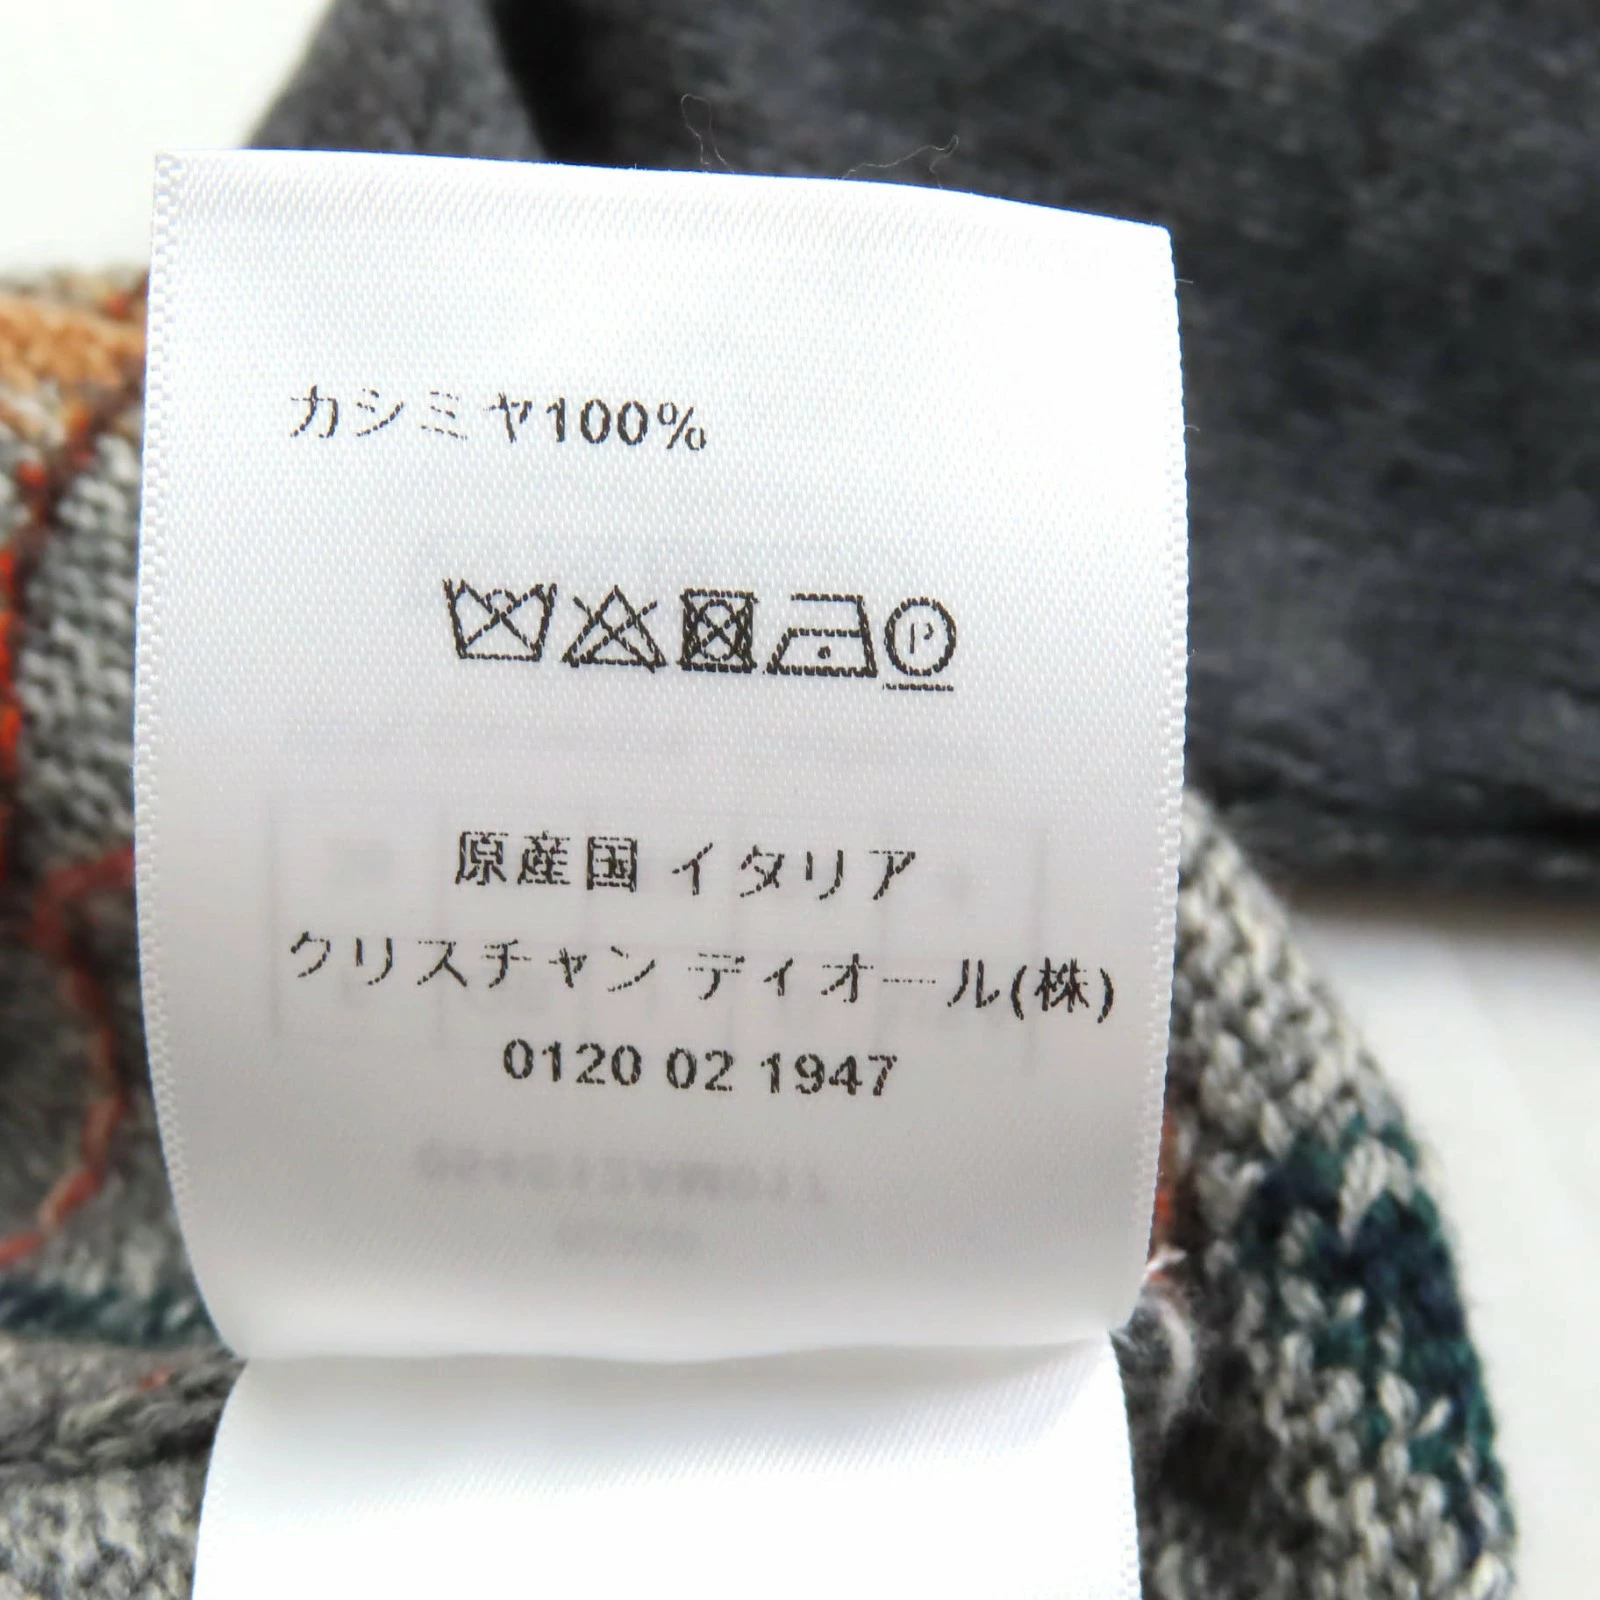 カシミヤ100%
P
原産国 イタリア
クリスチャン ディオール(株)
0120 02 1947